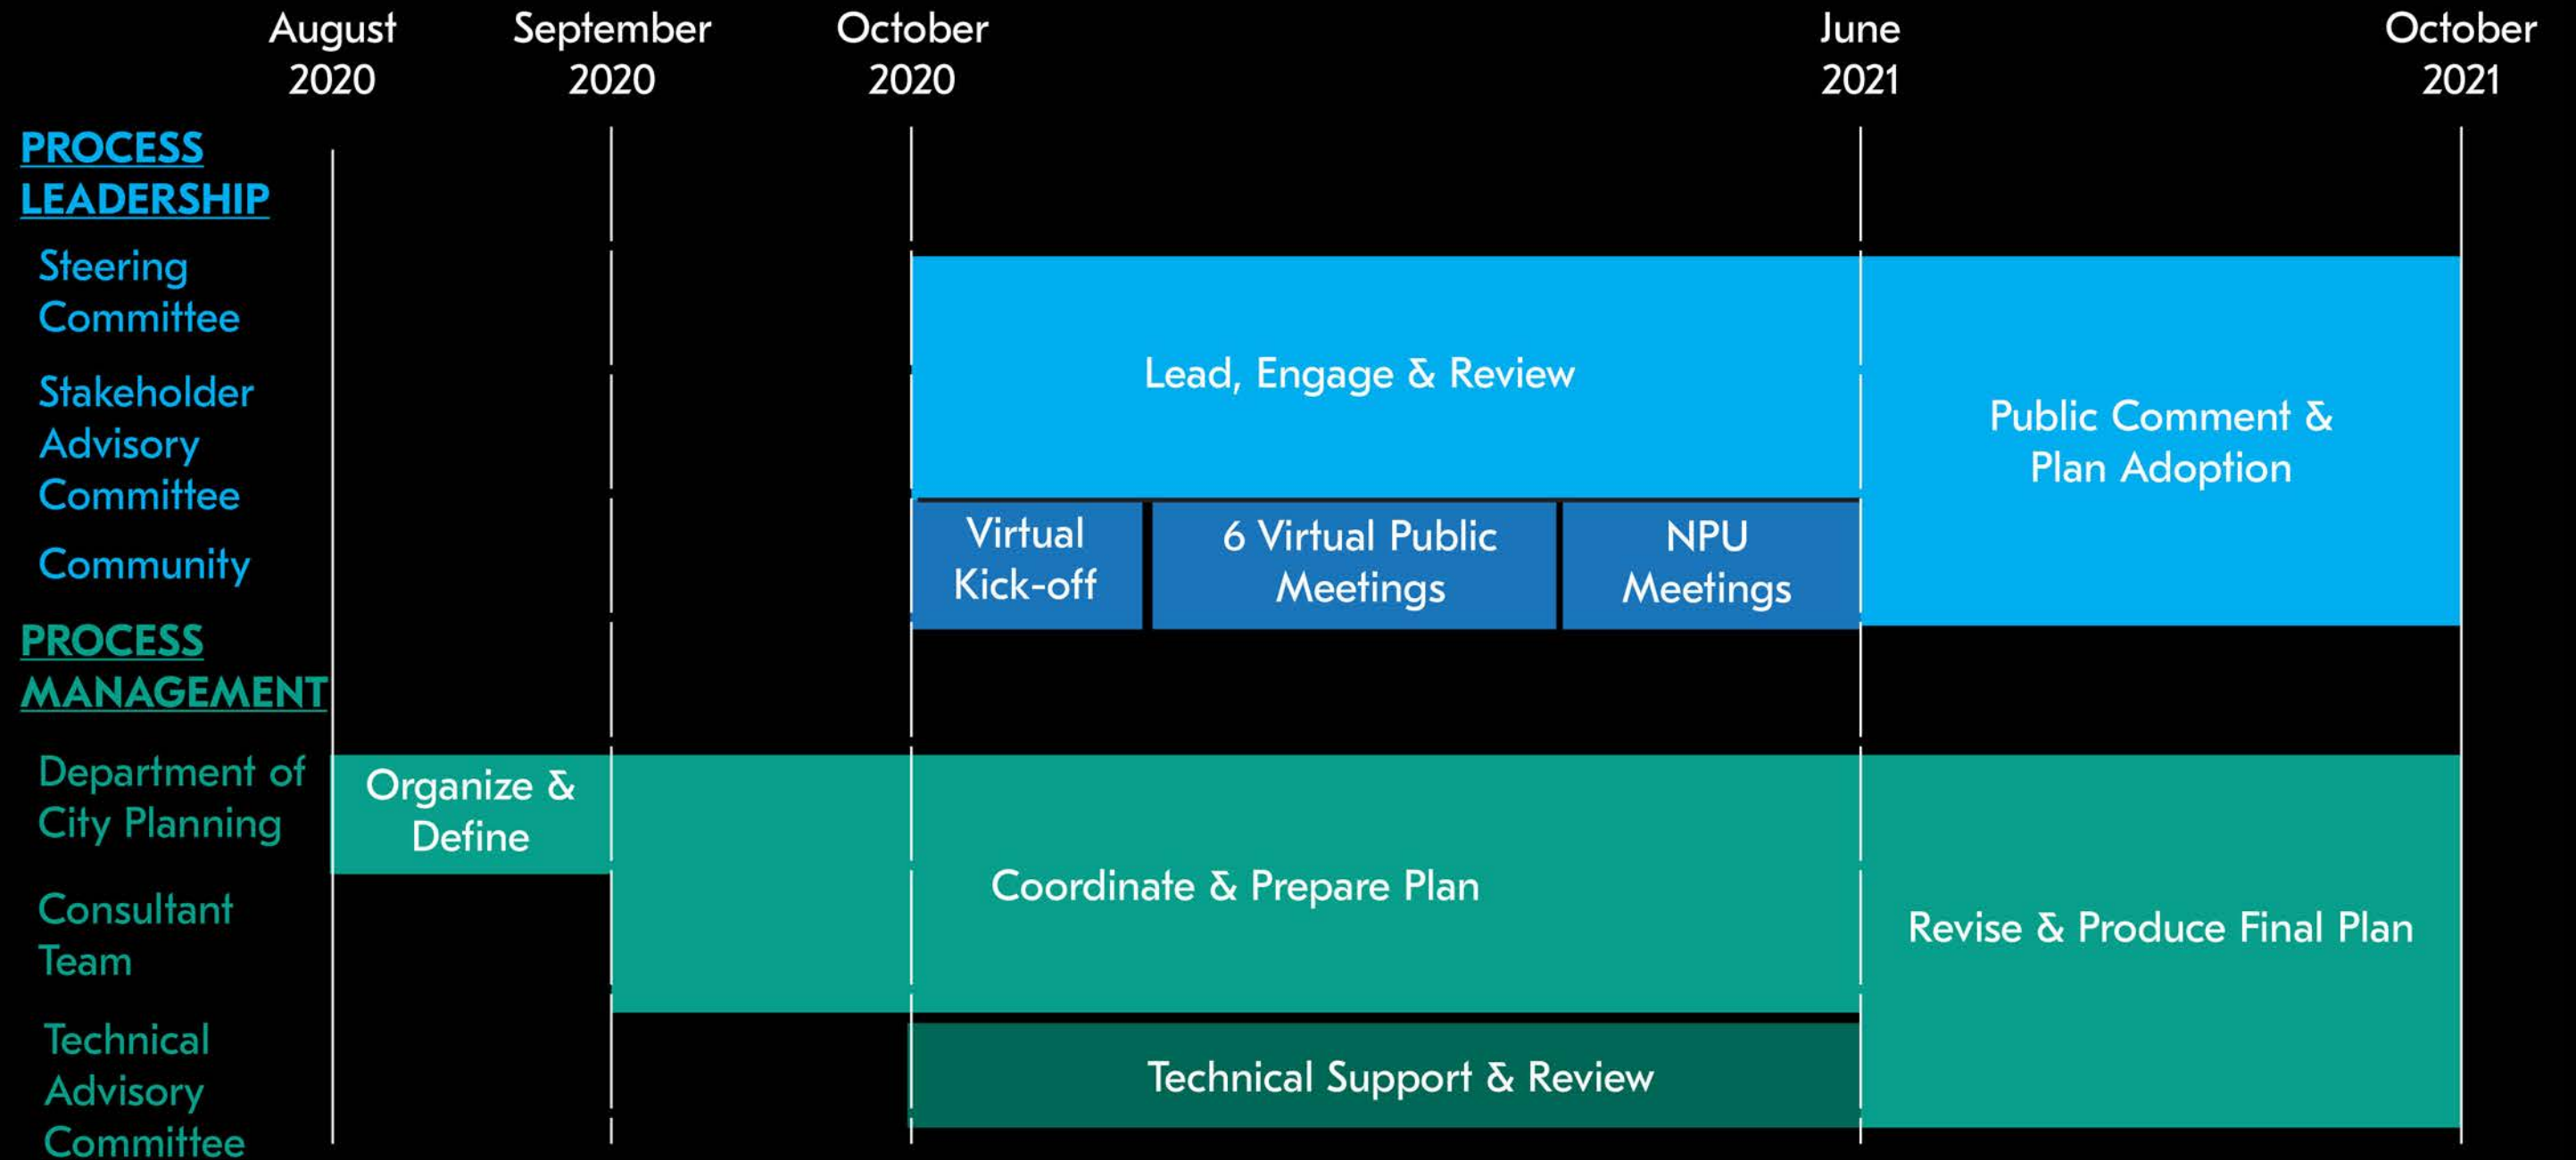 August
2020
September
2020
October
2020
June
2021
October
2021
PROCESS
LEADERSHIP
Steering
Committee
Stakeholder
Advisory
Committee
Community
Lead, Engage & Review
Virtual
Kick-off
6 Virtual Public
Meetings
NPU
Meetings
Public Comment &
Plan Adoption
PROCESS
MANAGEMENT
Department of
City Planning
Consultant
Team
Technical
Advisory
Committee
Organize &
Define
Coordinate & Prepare Plan
Technical Support & Review
Revise & Produce Final Plan